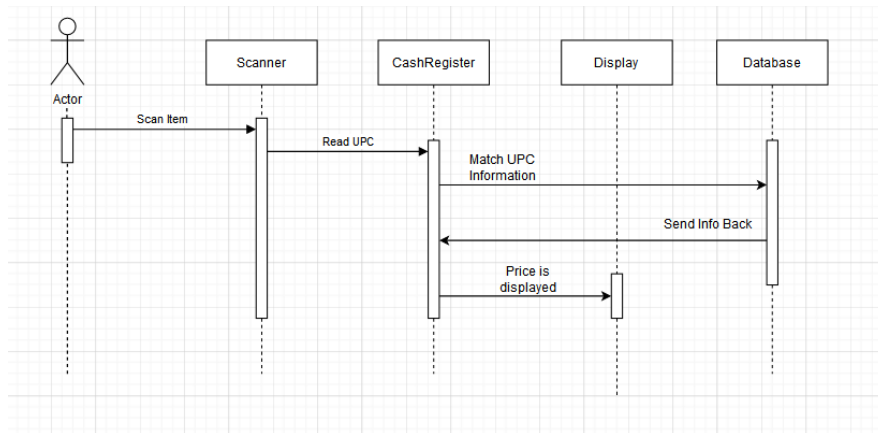 Scanner
CashRegister
Display
Database
Actor
Scan Item
Read UPC
Match UPC
Information
Send Info Back
Price is
displayed